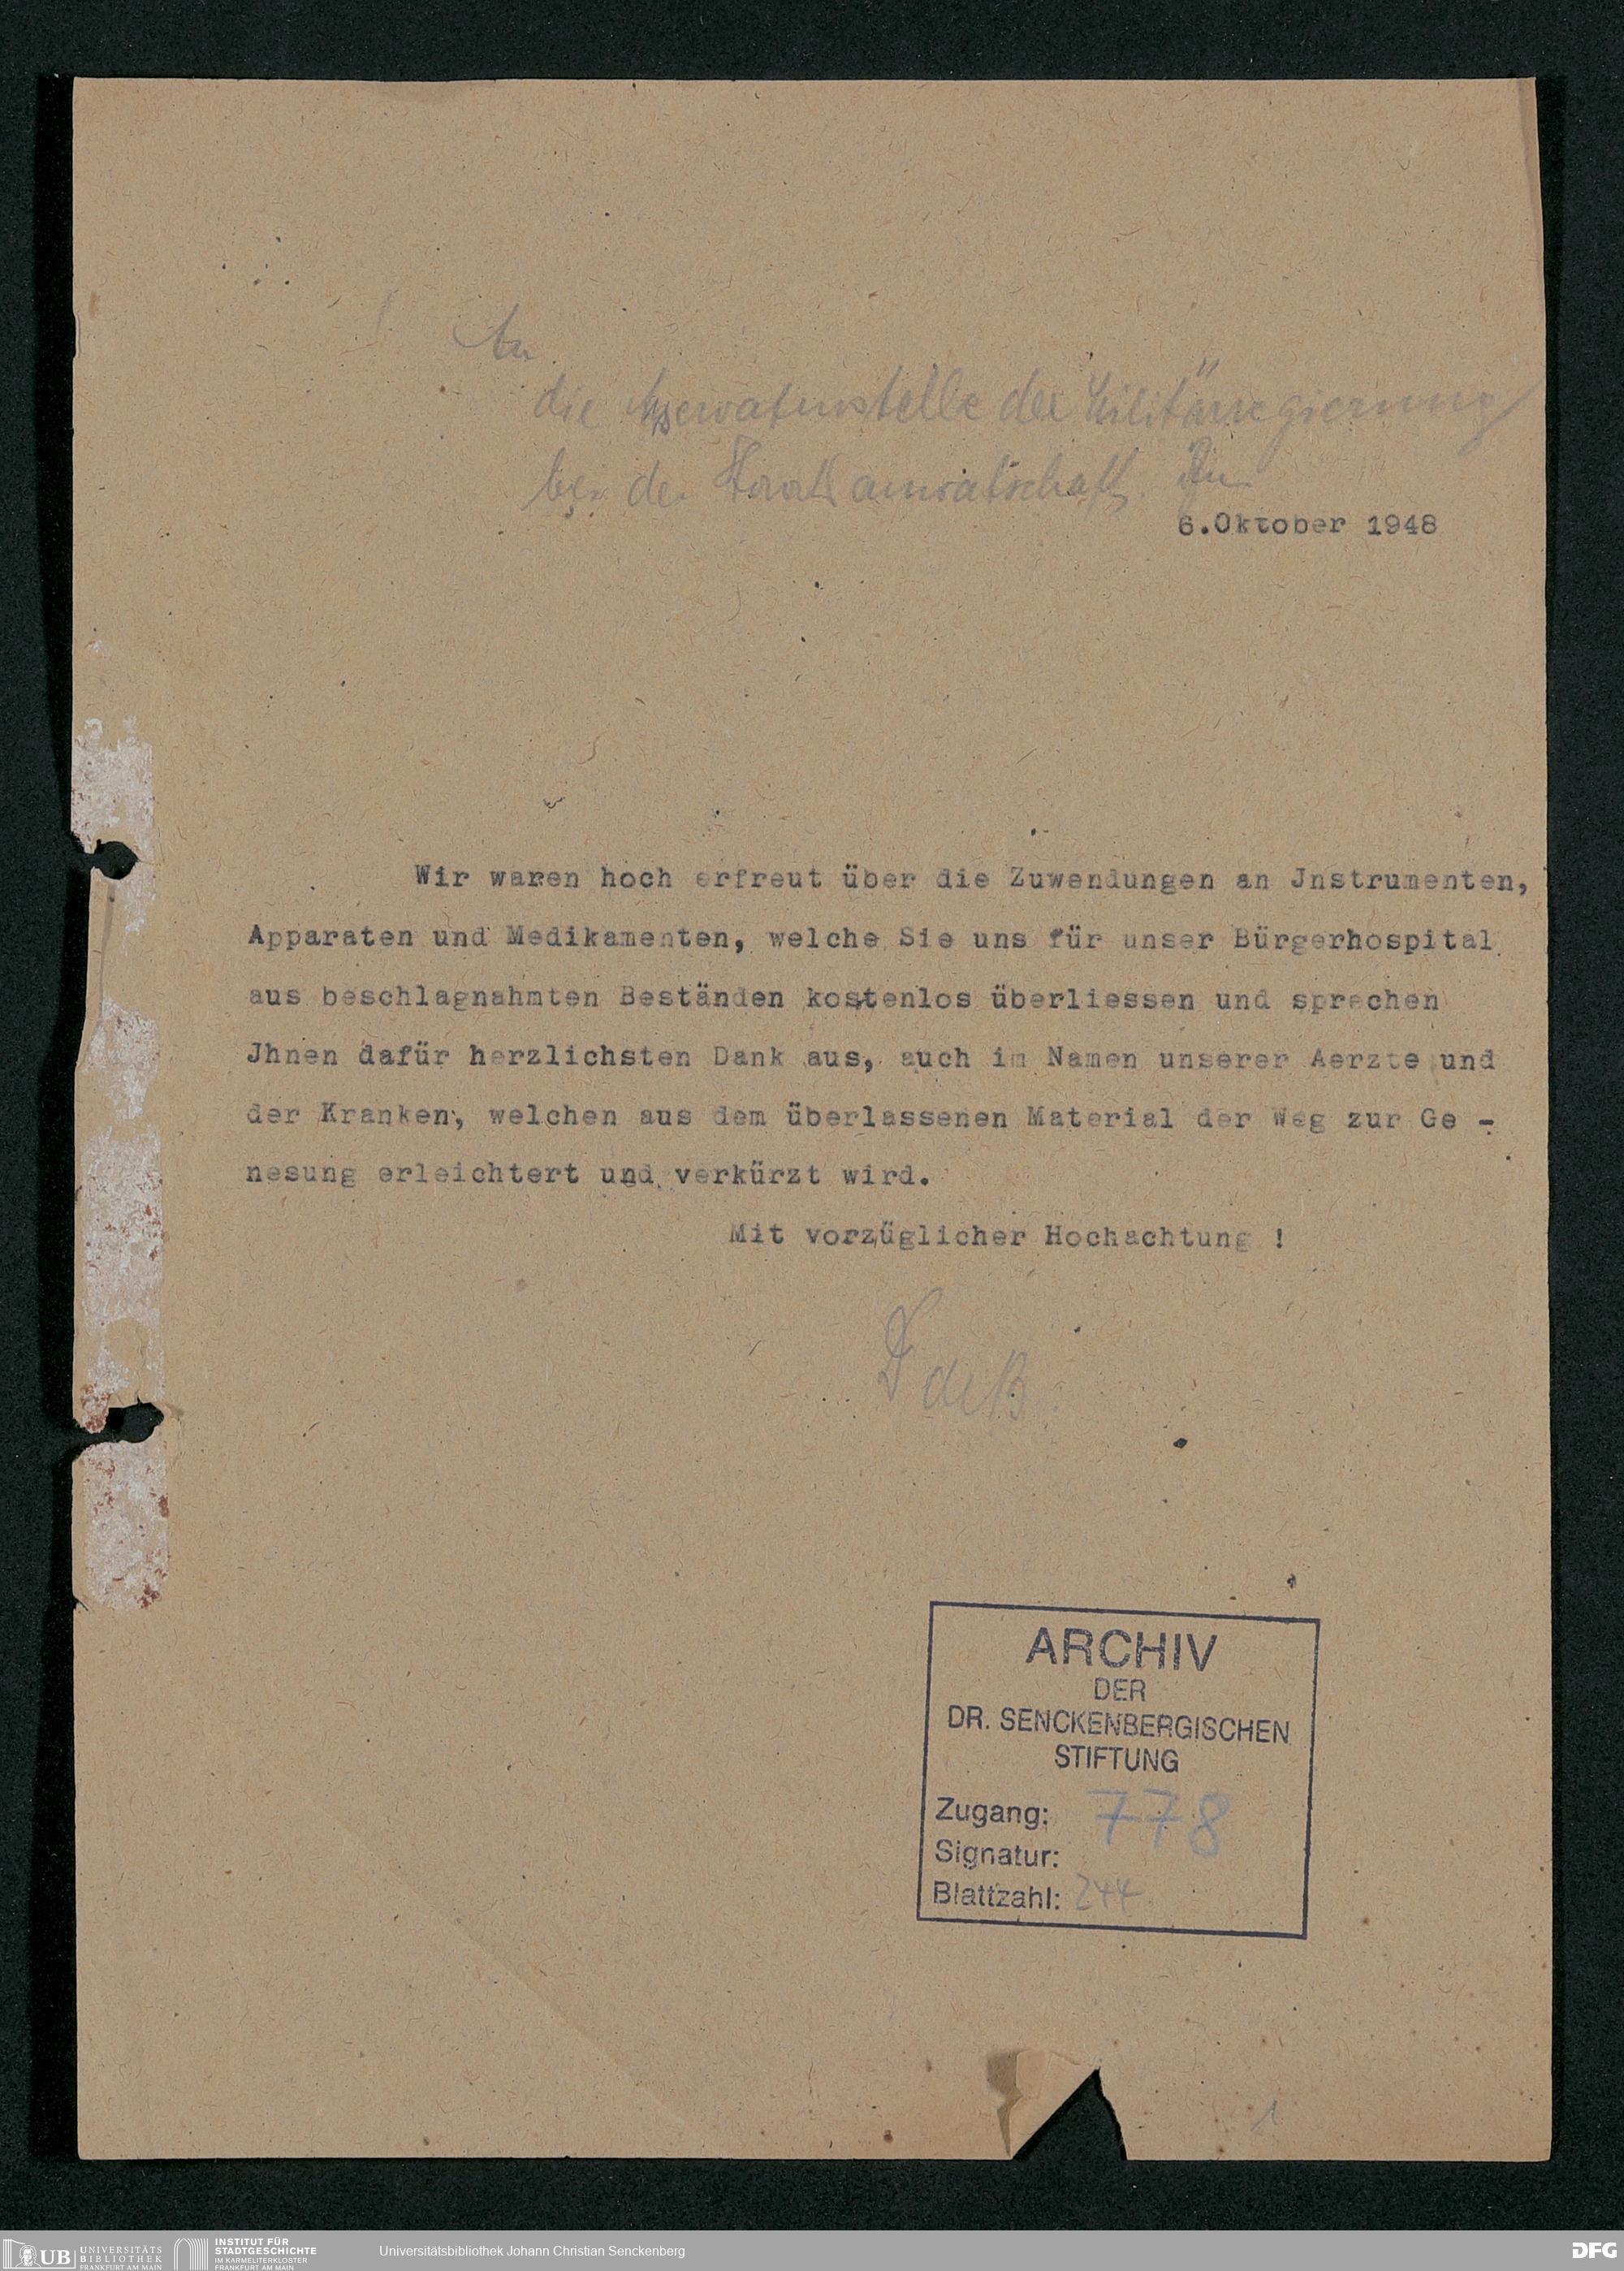 An
die Asservatenstelle der Militärregierung
bei der Staatsanwaltschaft
6.Oktober 1948
Wir waren hoch erfreut über die Zuwendungen an Jnstrumenten,
Apparaten und Medikamenten, welche Sie uns für unser Bürgerhospital
aus beschlagnahmten Beständen kostenlos überliessen und sprechen
Jhnen dafür herzlichsten Dank aus, auch im Namen unserer Aerzte und
der Kranken, welchen aus dem überlassenen Material der Weg zur Ge -
nesung erleichtert und verkürzt wird.
Mit vorzüglicher Hochachtung !
ARCHIV
DER
DR. SENCKENBERGISCHEN
STIFTUNG
Zugang: 778
Signatur:
Blattzahl: 244
1
UB UNIVERSITÄTS
BIBLIOTHEK
FRANKFURT AM MAIN
INSTITUT FÜR
STADTGESCHICHTE
IM KARMELITERKLOSTER
FRANKFURT AM MAIN
Universitätsbibliothek Johann Christian Senckenberg
DFG